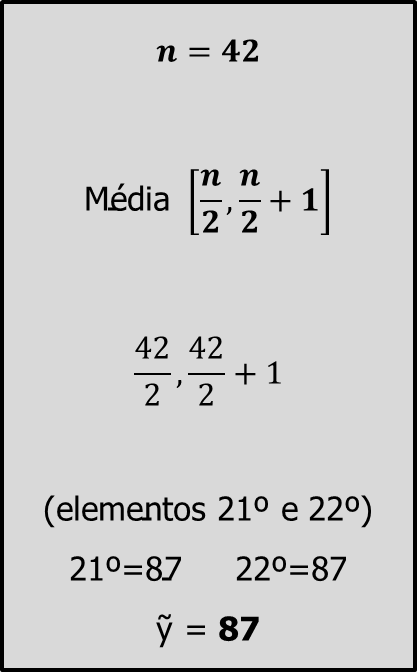 n = 42
Média [n/2, n/2 + 1]
42/2, 42/2 + 1
(elementos 21º e 22º)
21º=87 22º=87
ỹ = 87